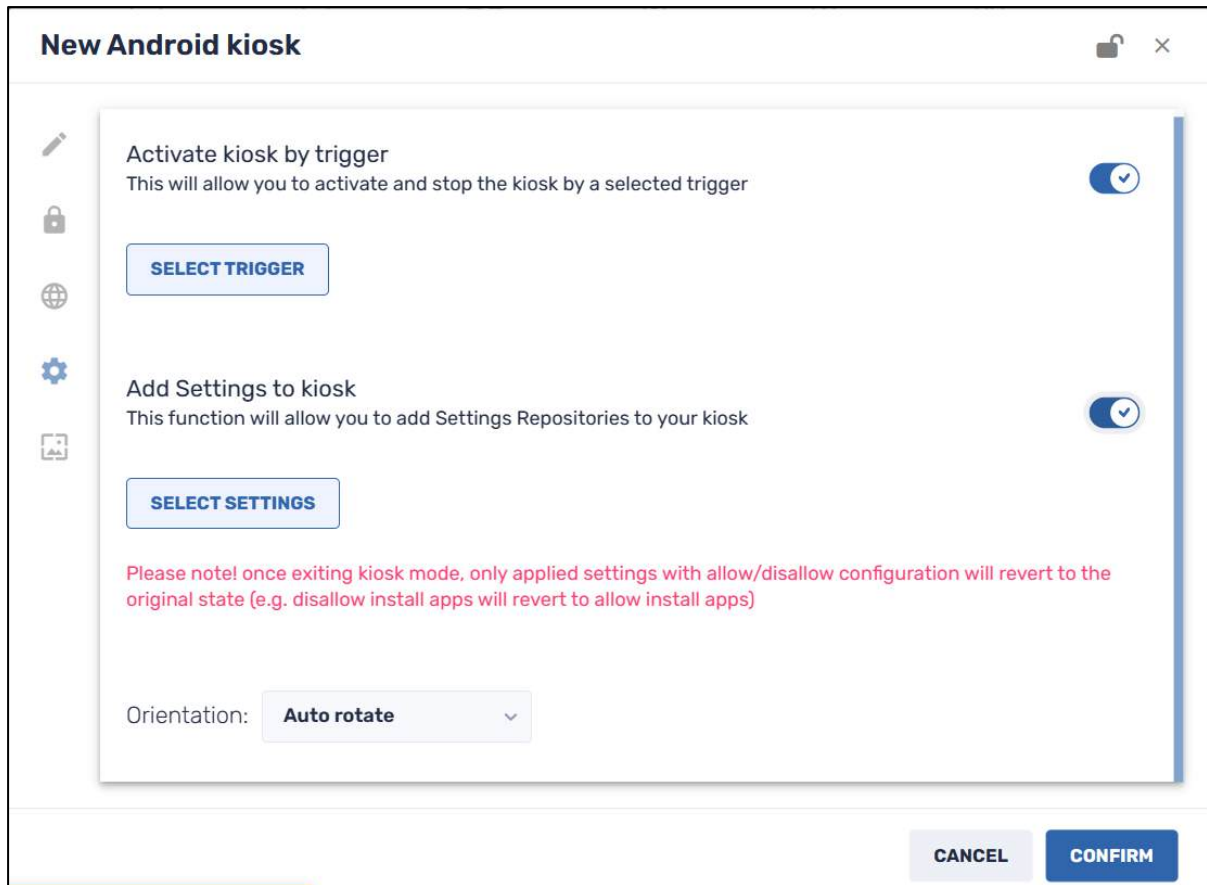 New Android kiosk
Activate kiosk by trigger
This will allow you to activate and stop the kiosk by a selected trigger
SELECT TRIGGER
Add Settings to kiosk
This function will allow you to add Settings Repositories to your kiosk
SELECT SETTINGS
Please note! once exiting kiosk mode, only applied settings with allow/disallow configuration will revert to the
original state (e.g. disallow install apps will revert to allow install apps)
Orientation: Auto rotate
CANCEL CONFIRM